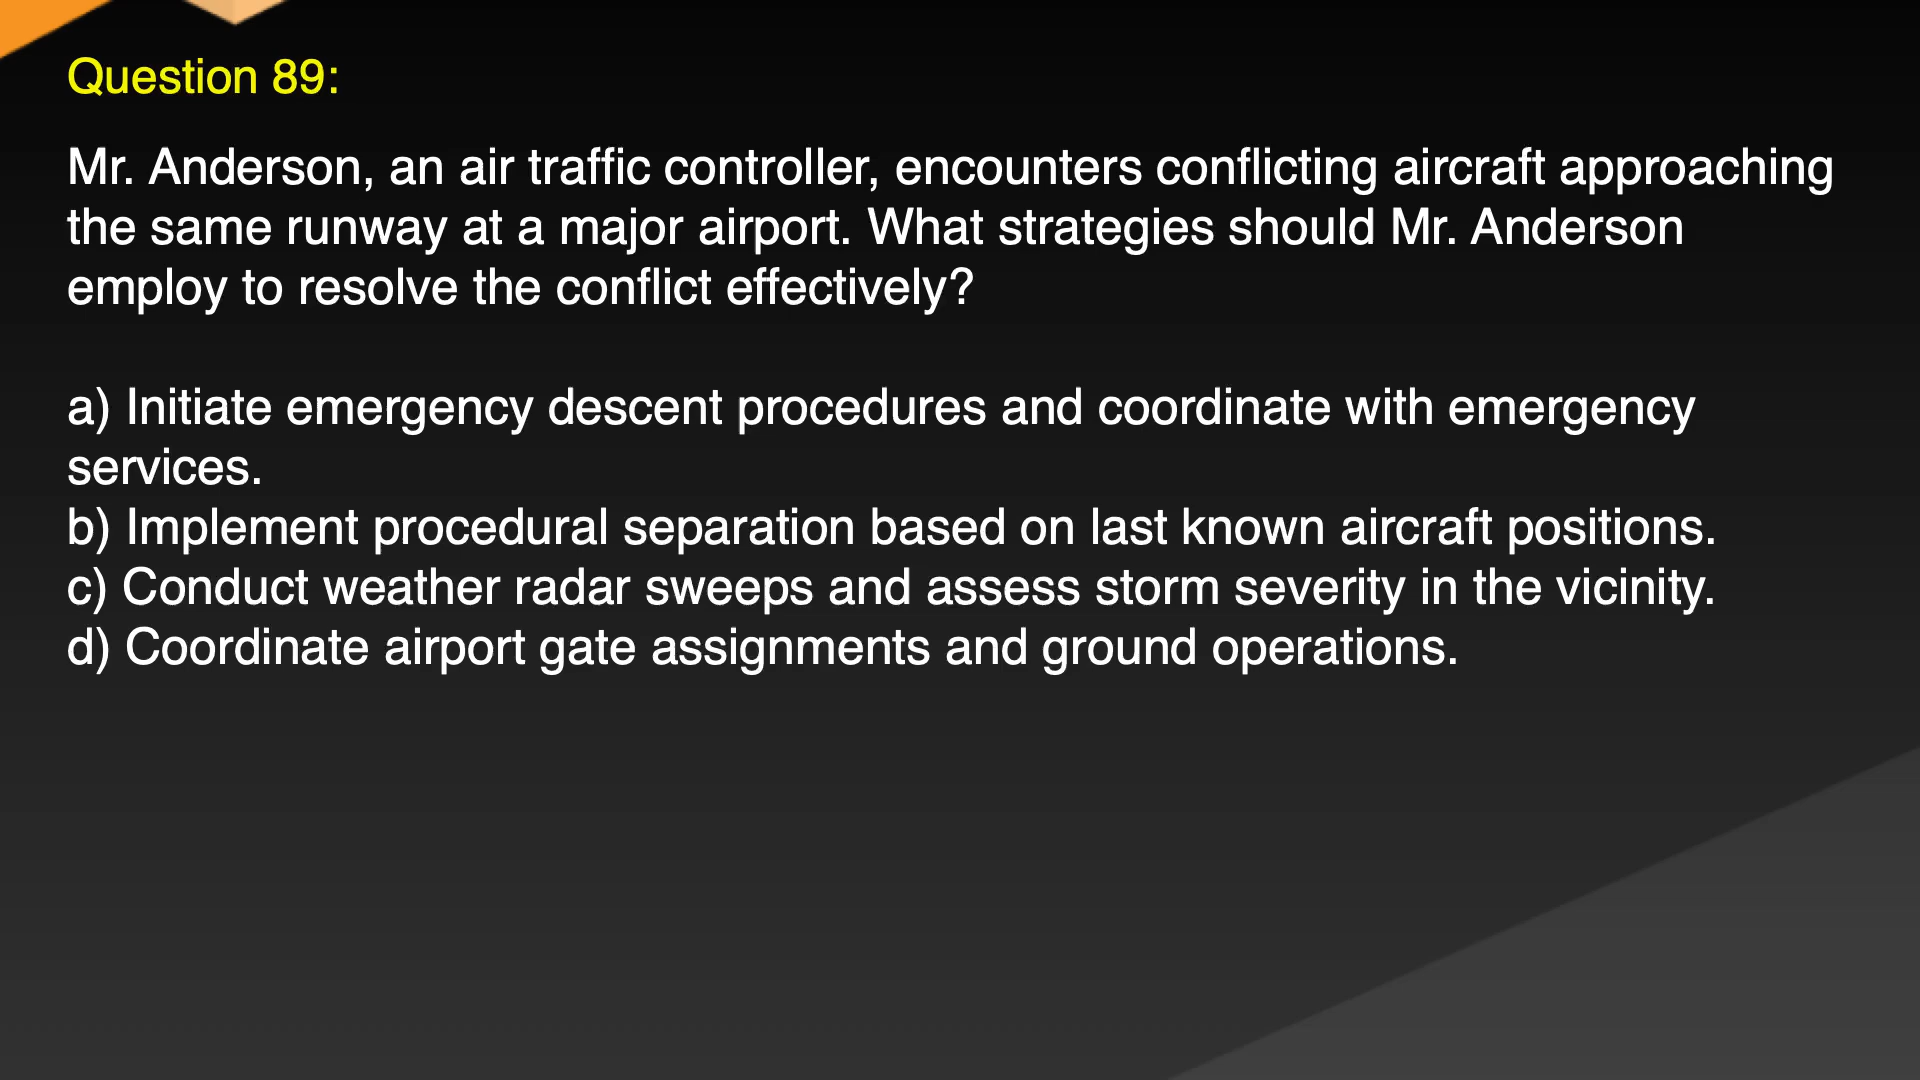 Question 89:
Mr. Anderson, an air traffic controller, encounters conflicting aircraft approaching
the same runway at a major airport. What strategies should Mr. Anderson
employ to resolve the conflict effectively?
a) Initiate emergency descent procedures and coordinate with emergency
services.
b) Implement procedural separation based on last known aircraft positions.
c) Conduct weather radar sweeps and assess storm severity in the vicinity.
d) Coordinate airport gate assignments and ground operations.